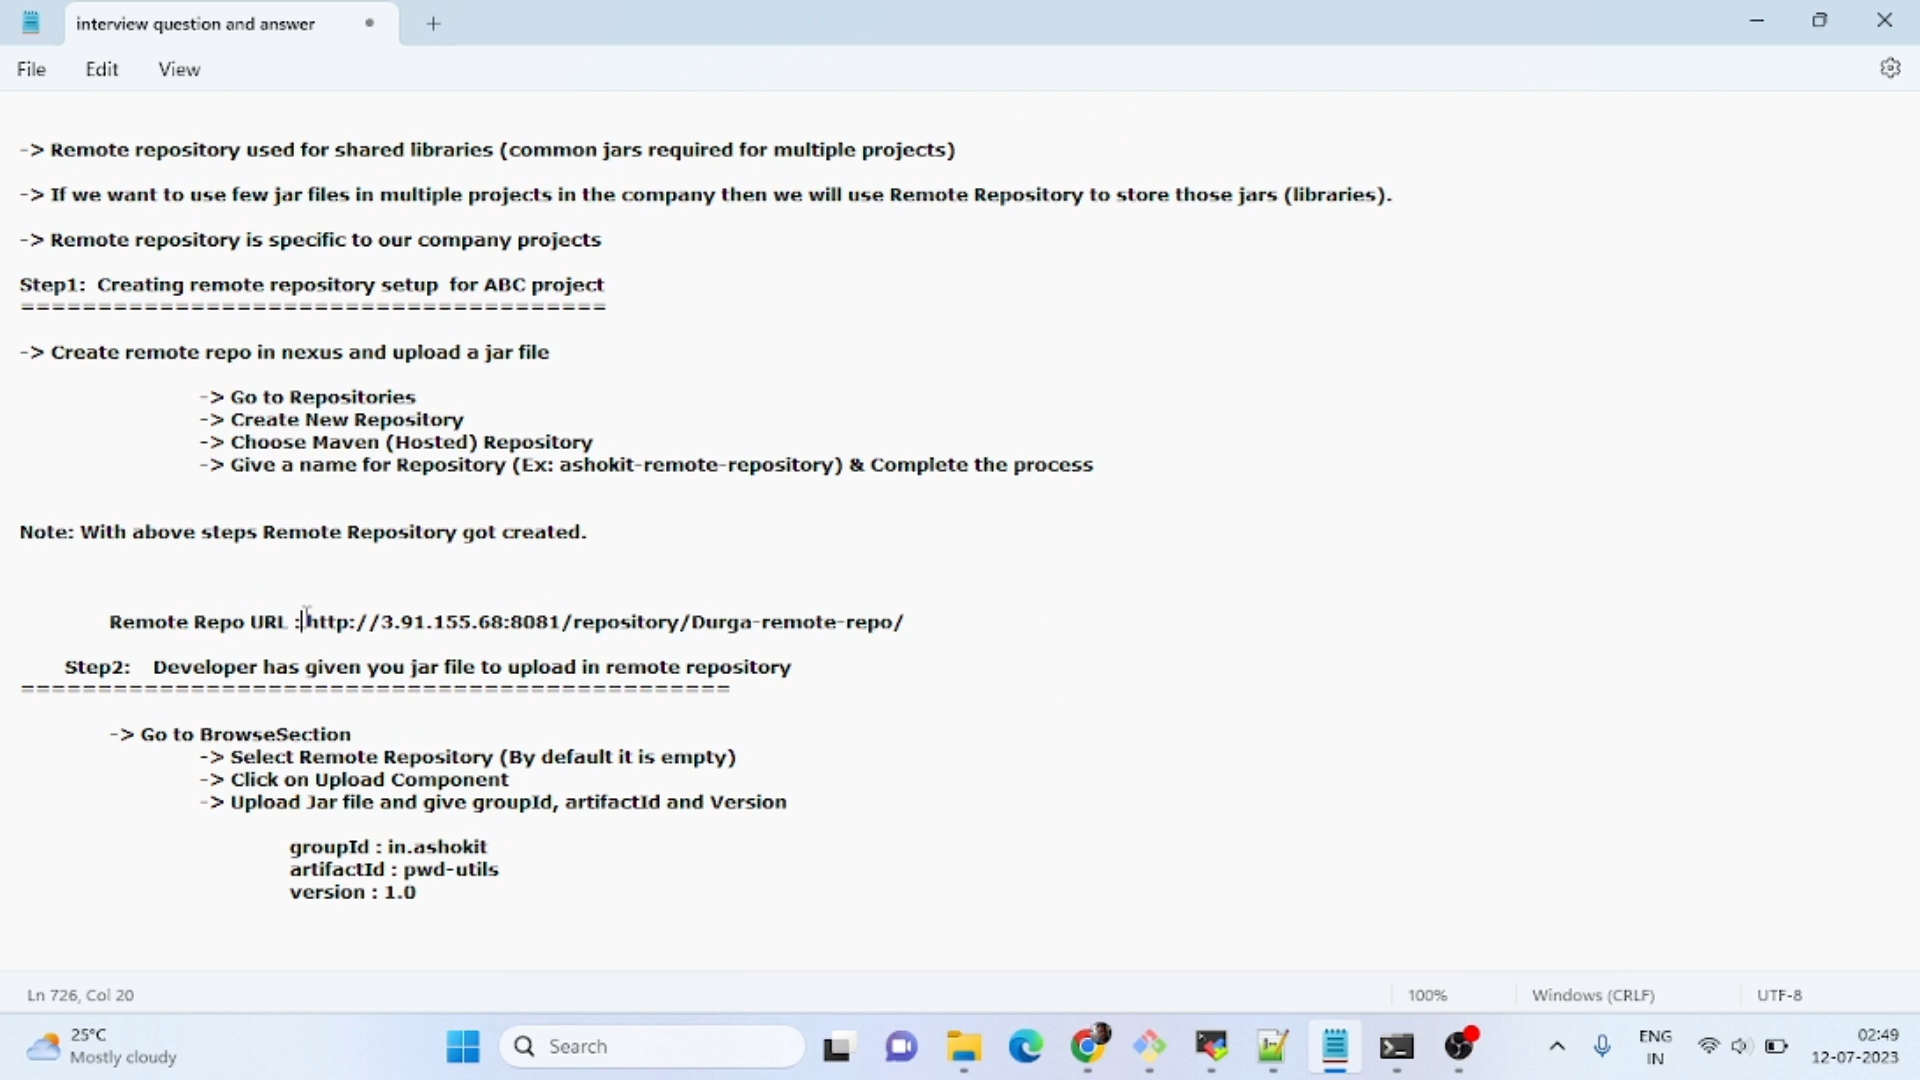 interview question and answer
File Edit View
-> Remote repository used for shared libraries (common jars required for multiple projects)
-> If we want to use few jar files in multiple projects in the company then we will use Remote Repository to store those jars (libraries).
-> Remote repository is specific to our company projects
Step1:  Creating remote repository setup  for ABC project
======================================
-> Create remote repo in nexus and upload a jar file
-> Go to Repositories
-> Create New Repository
-> Choose Maven (Hosted) Repository
-> Give a name for Repository (Ex: ashokit-remote-repository) & Complete the process
Note: With above steps Remote Repository got created.
Remote Repo URL :http://3.91.155.68:8081/repository/Durga-remote-repo/
Step2:   Developer has given you jar file to upload in remote repository
==============================================
-> Go to BrowseSection
-> Select Remote Repository (By default it is empty)
-> Click on Upload Component
-> Upload Jar file and give groupId, artifactId and Version
groupId : in.ashokit
artifactId : pwd-utils
version : 1.0
Ln 726, Col 20 100% Windows (CRLF) UTF-8
25°C
Mostly cloudy
Search
ENG
IN
02:49
12-07-2023